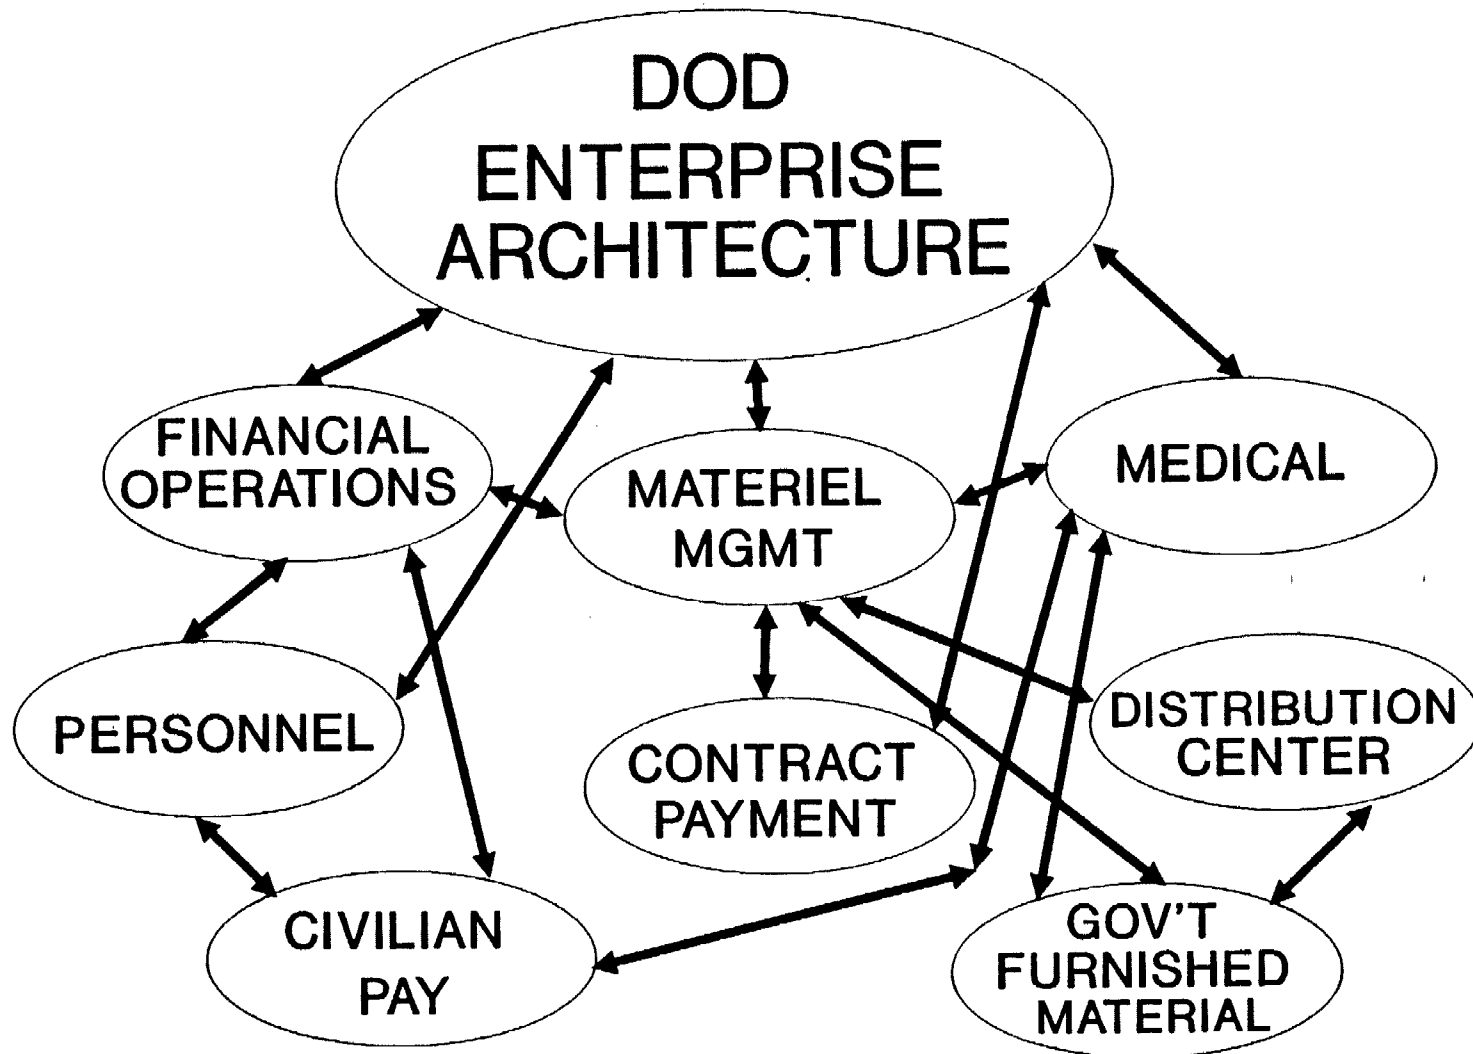 DOD
ENTERPRISE
ARCHITECTURE
FINANCIAL
OPERATIONS
MATERIEL
MGMT
MEDICAL
PERSONNEL
CONTRACT
PAYMENT
DISTRIBUTION
CENTER
CIVILIAN
PAY
GOV'T
FURNISHED
MATERIAL